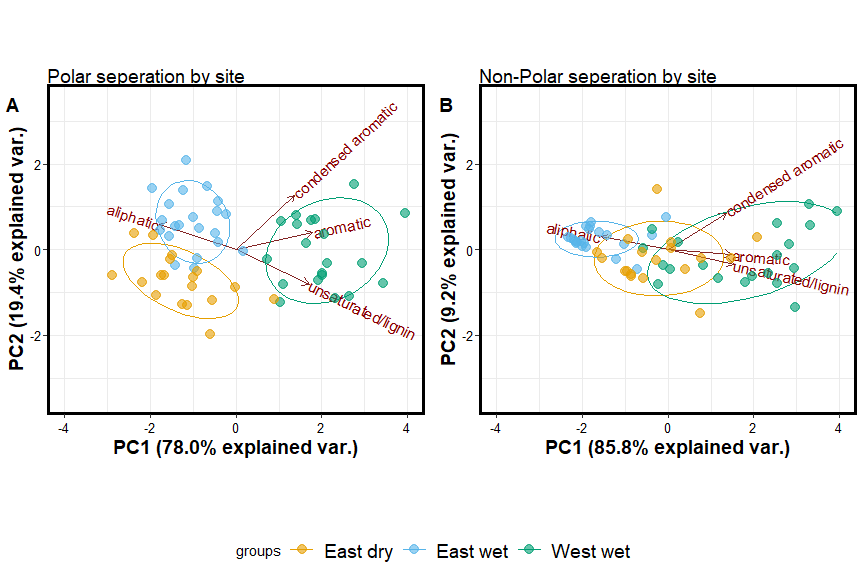 Polar seperation by site
Non-Polar seperation by site
A
B
PC2 (19.4% explained var.)
2
0
-2
condensed aromatic
aliphatic
aromatic
unsaturated/lignin
-4
-2
0
2
4
PC1 (78.0% explained var.)
PC2 (9.2% explained var.)
2
0
-2
condensed aromatic
aliphatic
aromatic
unsaturated/lignin
-4
-2
0
2
4
PC1 (85.8% explained var.)
groups East dry East wet West wet